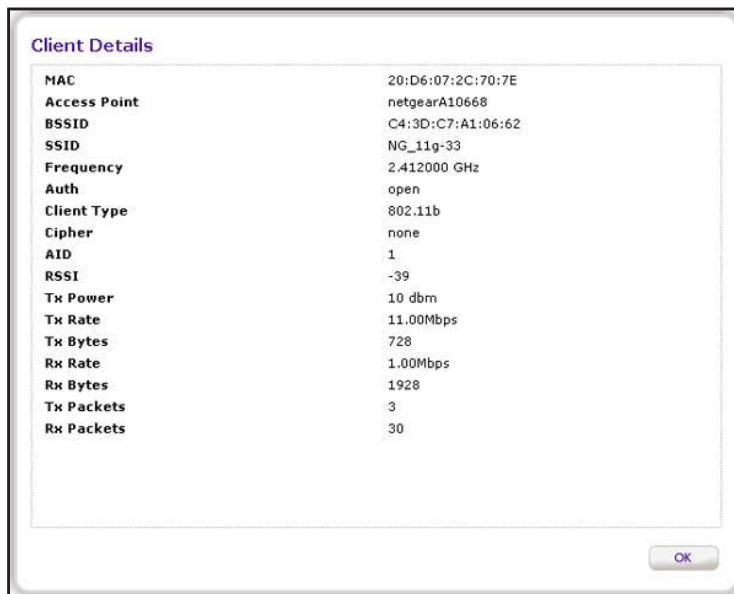 Client Details
MAC 20:D6:07:2C:70:7E
Access Point netgearA10668
BSSID C4:3D:C7:A1:06:62
SSID NG_11g-33
Frequency 2.412000 GHz
Auth open
Client Type 802.11b
Cipher none
AID 1
RSSI -39
Tx Power 10 dbm
Tx Rate 11.00Mbps
Tx Bytes 728
Rx Rate 1.00Mbps
Rx Bytes 1928
Tx Packets 3
Rx Packets 30
OK